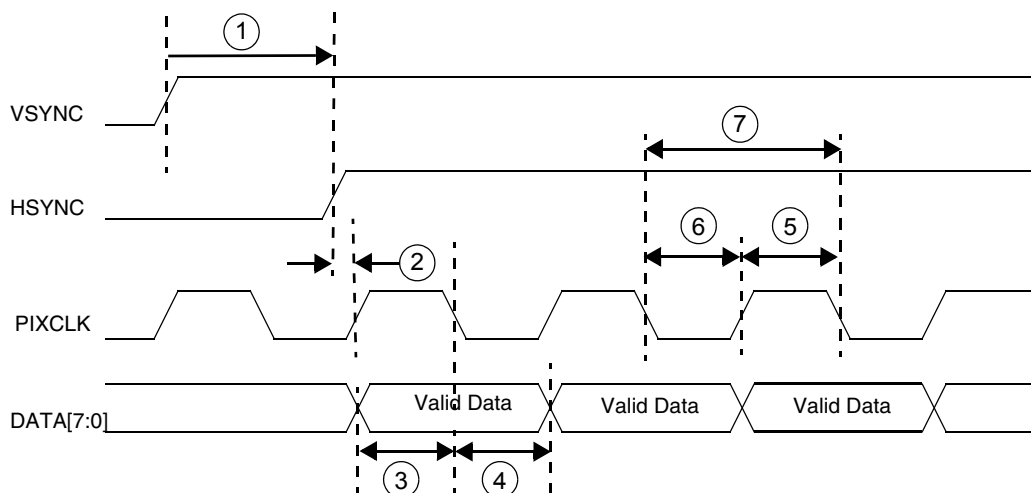 1
VSYNC
7
HSYNC
6 5
2
PIXCLK
Valid Data Valid Data Valid Data
DATA[7:0]
3 4